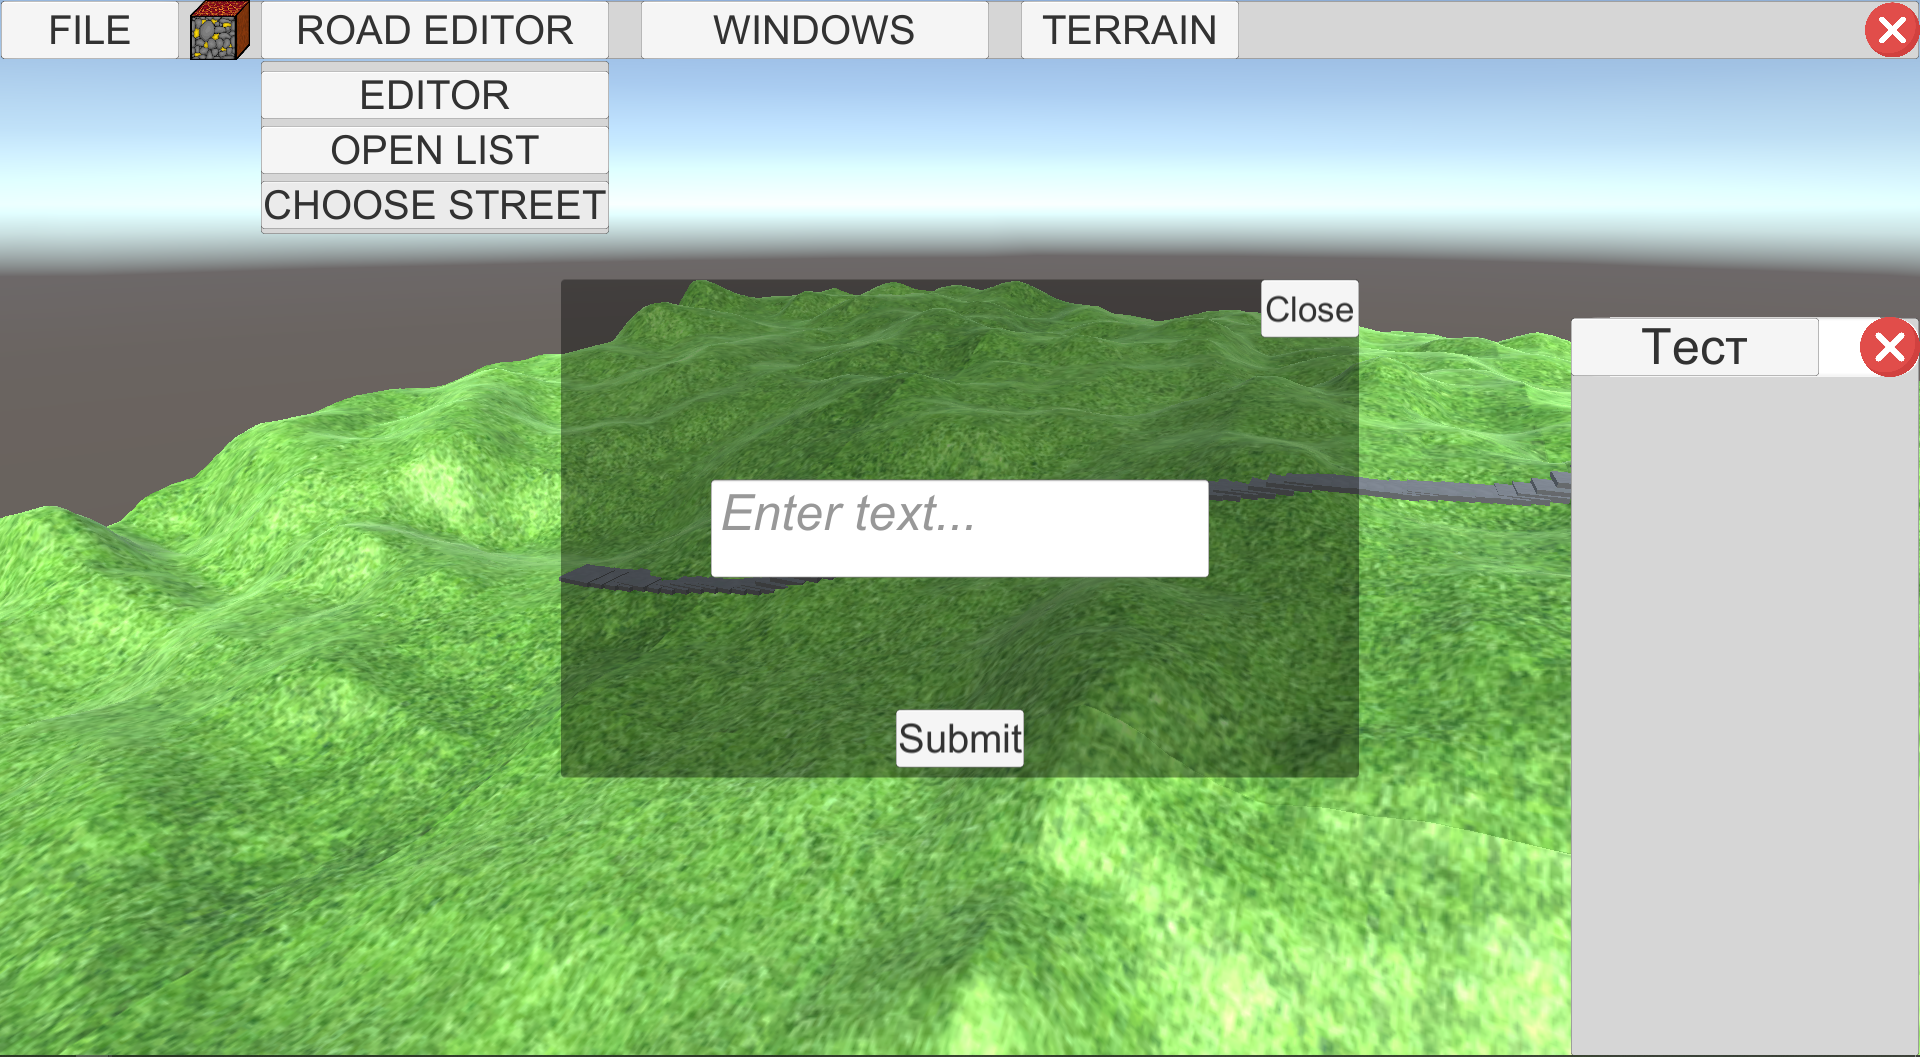 FILE
ROAD EDITOR
WINDOWS
TERRAIN
EDITOR
OPEN LIST
CHOOSE STREET
Close
Тест
Enter text...
Submit